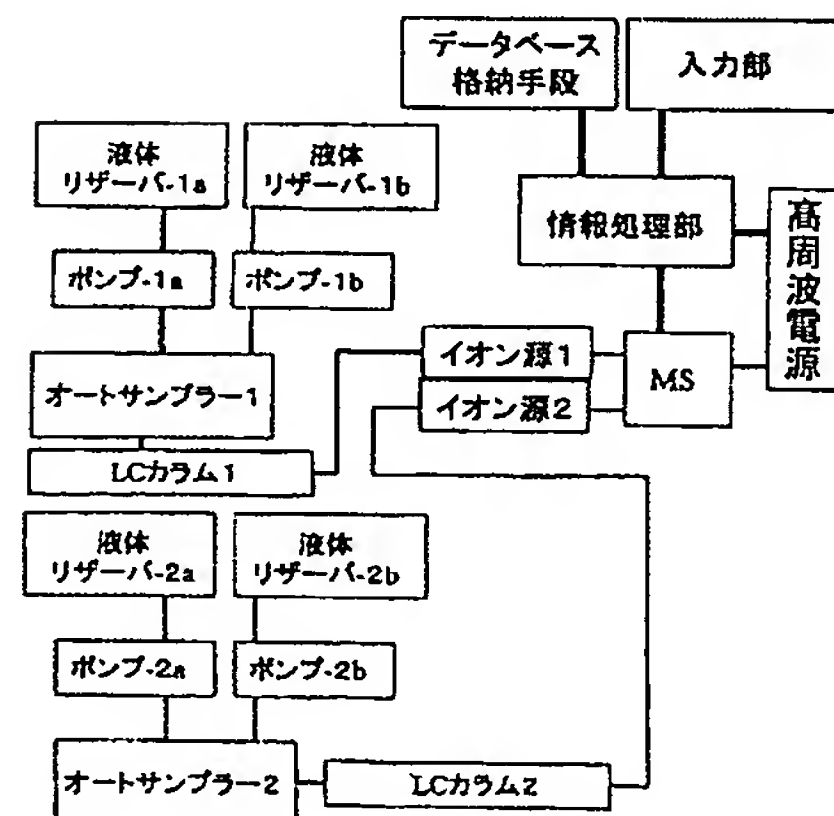 データベース
格納手段
入力部
液体
リザーバ-1a
液体
リザーバ-1b
情報処理部
高周波電源
ポンプ-1a
ポンプ-1b
イオン源1
MS
オートサンプラー1
イオン源2
LCカラム1
液体
リザーバ-2a
液体
リザーバ-2b
ポンプ-2a
ポンプ-2b
オートサンプラー2
LCカラム2